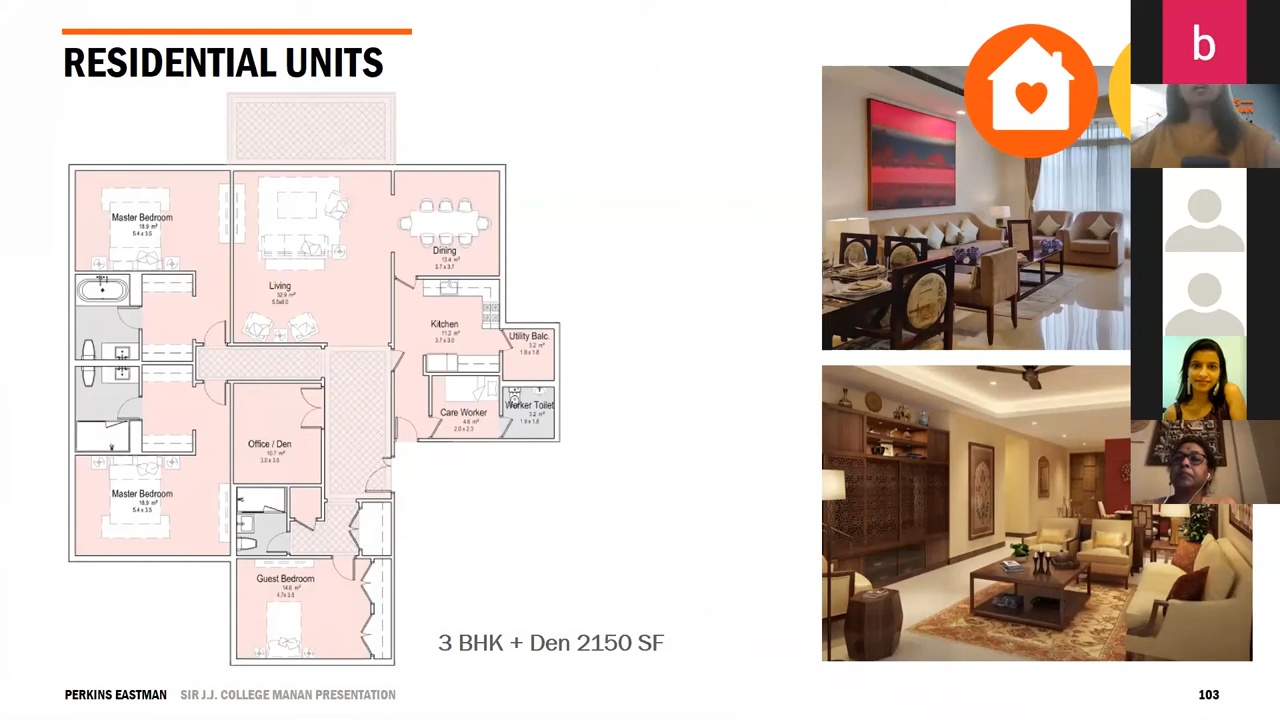 RESIDENTIAL UNITS
b
Master Bedroom
18.9 m²
5.4 x 3.5
Living
32.9 m²
Dining
13.4 m²
3.7 x 3.7
Kitchen
11.2 m²
3.7 x 3.0
Utility Balc.
3.2 m²
1.8 x 1.8
Care Worker
4.6 m²
2.0 x 2.3
Worker Toilet
3.2 m²
1.8 x 1.8
Office / Den
10.7 m²
3.0 x 3.6
Master Bedroom
18.9 m²
5.4 x 3.5
Guest Bedroom
14.6 m²
3 BHK + Den 2150 SF
PERKINS EASTMAN SIR J.J. COLLEGE MANAN PRESENTATION
103